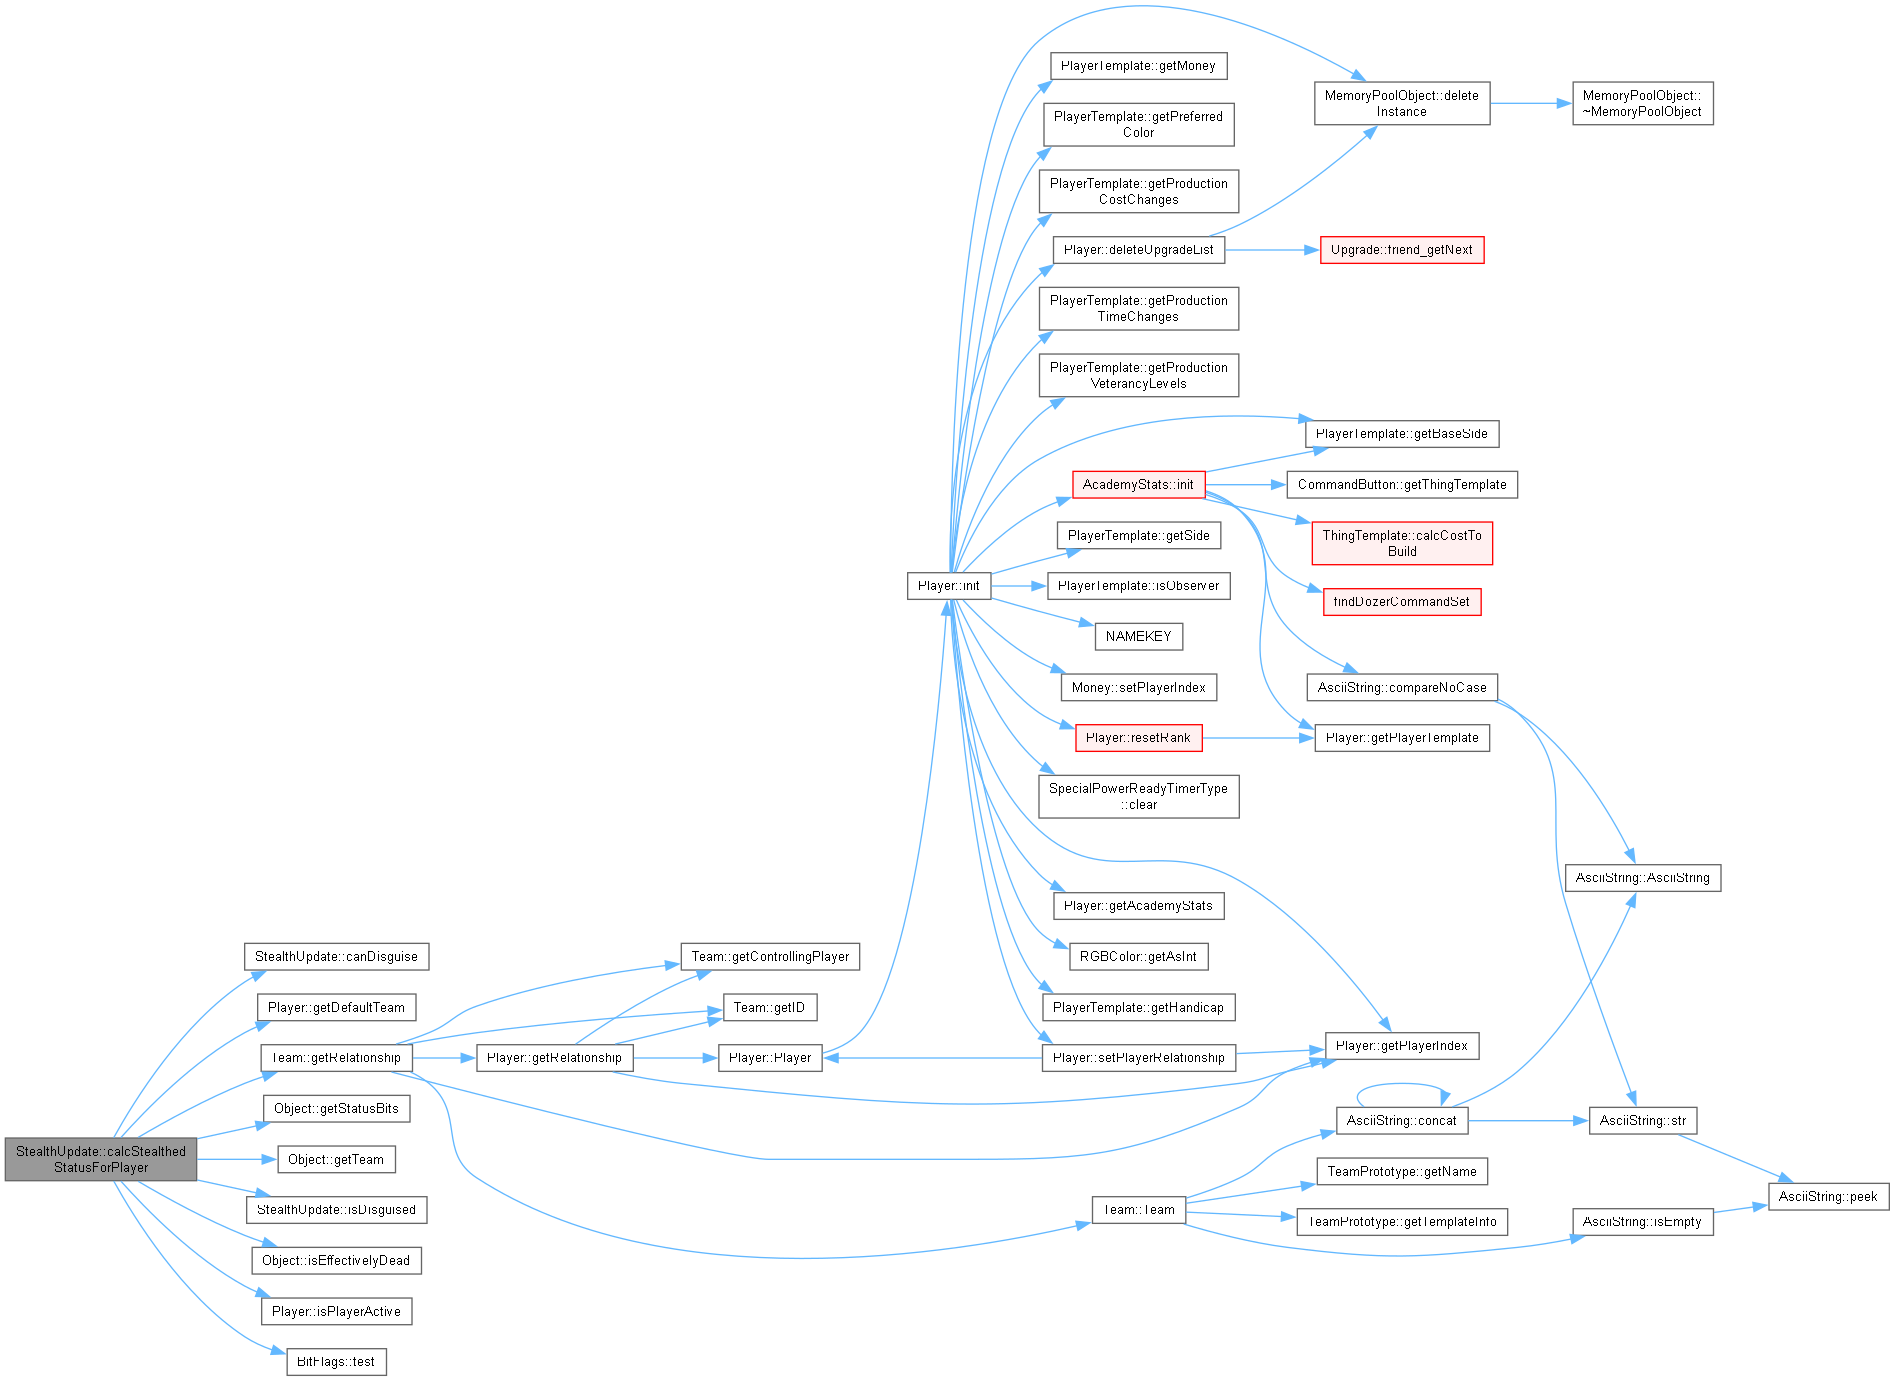 PlayerTemplate::getMoney
MemoryPoolObject::delete
Instance
MemoryPoolObject::
~MemoryPoolObject
PlayerTemplate::getPreferred
Color
PlayerTemplate::getProduction
CostChanges
Player::deleteUpgradeList
Upgrade::friend_getNext
PlayerTemplate::getProduction
TimeChanges
PlayerTemplate::getProduction
VeterancyLevels
PlayerTemplate::getBaseSide
AcademyStats::init
CommandButton::getThingTemplate
PlayerTemplate::getSide
ThingTemplate::calcCostTo
Build
Player::init
PlayerTemplate::isObserver
findDozerCommandSet
NAMEKEY
Money::setPlayerIndex
AsciiString::compareNoCase
Player::resetRank
Player::getPlayerTemplate
SpecialPowerReadyTimerType
::clear
AsciiString::AsciiString
Player::getAcademyStats
StealthUpdate::canDisguise
Team::getControllingPlayer
RGBColor::getAsInt
Player::getDefaultTeam
Team::getID
PlayerTemplate::getHandicap
Team::getRelationship
Player::getRelationship
Player::Player
Player::setPlayerRelationship
Player::getPlayerIndex
Object::getStatusBits
AsciiString::concat
AsciiString::str
StealthUpdate::calcStealthed
StatusForPlayer
Object::getTeam
TeamPrototype::getName
AsciiString::peek
StealthUpdate::isDisguised
Team::Team
TeamPrototype::getTemplateInfo
AsciiString::isEmpty
Object::isEffectivelyDead
Player::isPlayerActive
BitFlags::test